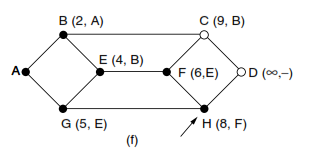 B (2, A)
C (9, B)
E (4, B)
A
F (6,E)
D (∞,–)
G (5, E)
H (8, F)
(f)